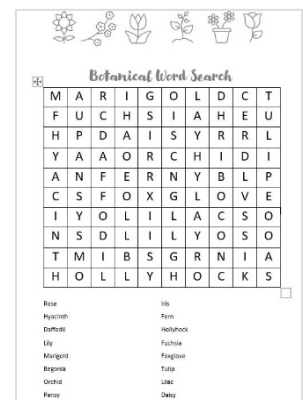 Botanical Word Search
M A R I G O L D C T
F U C H S I A H E U
H P D A I S Y R R L
Y A A O R C H I D I
A N F E R N Y B L P
C S F O X G L O V E
I Y O L I L A C S O
N S D L I L Y O S O
T M I B S G R N I A
H O L L Y H O C K S
Rose Iris
Hyacinth Fern
Daffodil Hollyhock
Lily Fuchsia
Marigold Foxglove
Begonia Tulip
Orchid Lilac
Pansy Daisy